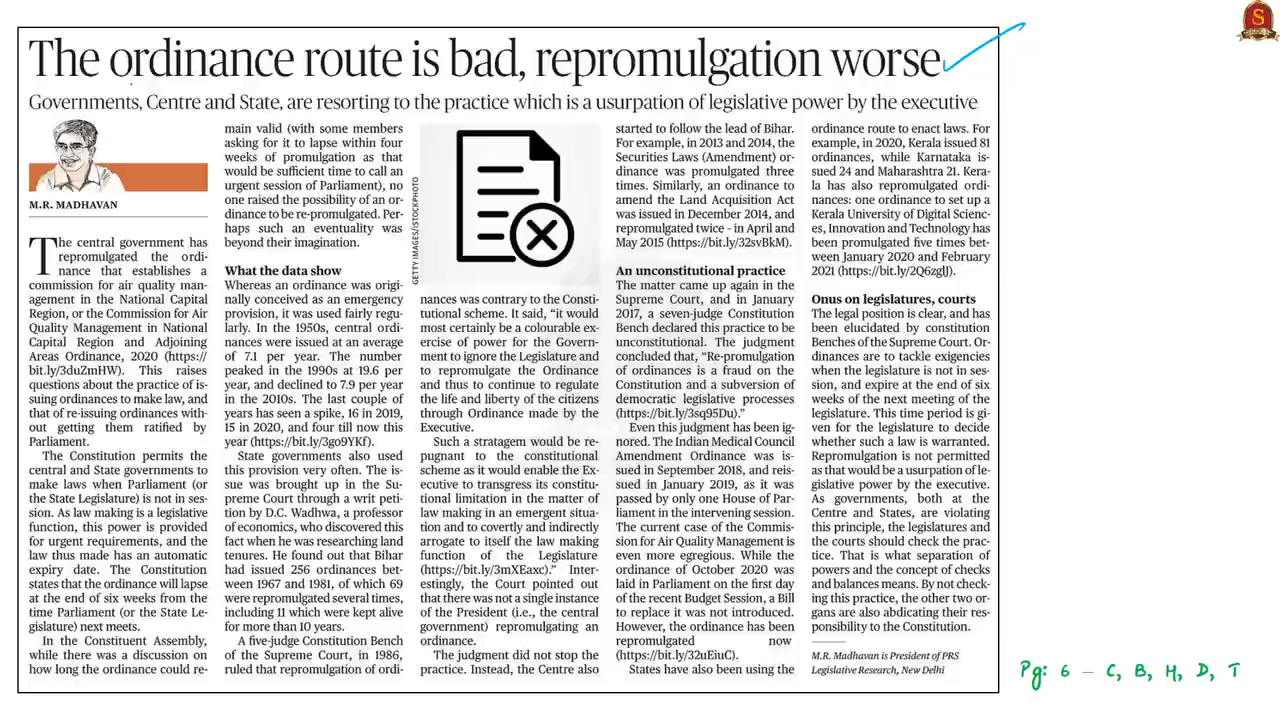 The ordinance route is bad, repromulgation worse
Governments, Centre and State, are resorting to the practice which is a usurpation of legislative power by the executive
M.R. MADHAVAN
The central government has
repromulgated the ordi-
nance that establishes a
commission for air quality man-
agement in the National Capital
Region, or the Commission for Air
Quality Management in National
Capital Region and Adjoining
Areas Ordinance, 2020 (https://
bit.ly/3duZmHW). This raises
questions about the practice of is-
suing ordinances to make law, and
that of re-issuing ordinances with-
out getting them ratified by
Parliament.
The Constitution permits the
central and State governments to
make laws when Parliament (or
the State Legislature) is not in ses-
sion. As law making is a legislative
function, this power is provided
for urgent requirements, and the
law thus made has an automatic
expiry date. The Constitution
states that the ordinance will lapse
at the end of six weeks from the
time Parliament (or the State Le-
gislature) next meets.
In the Constituent Assembly,
while there was a discussion on
how long the ordinance could re-
main valid (with some members
asking for it to lapse within four
weeks of promulgation as that
would be sufficient time to call an
urgent session of Parliament), no
one raised the possibility of an or-
dinance to be re-promulgated. Per-
haps such an eventuality was
beyond their imagination.
What the data show
Whereas an ordinance was origi-
nally conceived as an emergency
provision, it was used fairly regu-
larly. In the 1950s, central ordi-
nances were issued at an average
of 7.1 per year. The number
peaked in the 1990s at 19.6 per
year, and declined to 7.9 per year
in the 2010s. The last couple of
years has seen a spike, 16 in 2019,
15 in 2020, and four till now this
year (https://bit.ly/3go9YKf).
State governments also used
this provision very often. The is-
sue was brought up in the Su-
preme Court through a writ peti-
tion by D.C. Wadhwa, a professor
of economics, who discovered this
fact when he was researching land
tenures. He found out that Bihar
had issued 256 ordinances bet-
ween 1967 and 1981, of which 69
were repromulgated several times,
including 11 which were kept alive
for more than 10 years.
A five-judge Constitution Bench
of the Supreme Court, in 1986,
ruled that repromulgation of ordi-
GETTY IMAGES/ISTOCKPHOTO
nances was contrary to the Consti-
tutional scheme. It said, “it would
most certainly be a colourable ex-
ercise of power for the Govern-
ment to ignore the Legislature and
to repromulgate the Ordinance
and thus to continue to regulate
the life and liberty of the citizens
through Ordinance made by the
Executive.
Such a stratagem would be re-
pugnant to the constitutional
scheme as it would enable the Ex-
ecutive to transgress its constitu-
tional limitation in the matter of
law making in an emergent situa-
tion and to covertly and indirectly
arrogate to itself the law making
function of the Legislature
(https://bit.ly/3mXEaxc).” Inter-
estingly, the Court pointed out
that there was not a single instance
of the President (i.e., the central
government) repromulgating an
ordinance.
The judgment did not stop the
practice. Instead, the Centre also
started to follow the lead of Bihar.
For example, in 2013 and 2014, the
Securities Laws (Amendment) or-
dinance was promulgated three
times. Similarly, an ordinance to
amend the Land Acquisition Act
was issued in December 2014, and
repromulgated twice – in April and
May 2015 (https://bit.ly/32svBkM).
An unconstitutional practice
The matter came up again in the
Supreme Court, and in January
2017, a seven-judge Constitution
Bench declared this practice to be
unconstitutional. The judgment
concluded that, “Re-promulgation
of ordinances is a fraud on the
Constitution and a subversion of
democratic legislative processes
(https://bit.ly/3sq95Du).”
Even this judgment has been ig-
nored. The Indian Medical Council
Amendment Ordinance was is-
sued in September 2018, and reis-
sued in January 2019, as it was
passed by only one House of Par-
liament in the intervening session.
The current case of the Commis-
sion for Air Quality Management is
even more egregious. While the
ordinance of October 2020 was
laid in Parliament on the first day
of the recent Budget Session, a Bill
to replace it was not introduced.
However, the ordinance has been
repromulgated now
(https://bit.ly/32uEiuC).
States have also been using the
ordinance route to enact laws. For
example, in 2020, Kerala issued 81
ordinances, while Karnataka is-
sued 24 and Maharashtra 21. Kera-
la has also repromulgated ordi-
nances: one ordinance to set up a
Kerala University of Digital Scienc-
es, Innovation and Technology has
been promulgated five times bet-
ween January 2020 and February
2021 (https://bit.ly/2Q6zglJ).
Onus on legislatures, courts
The legal position is clear, and has
been elucidated by constitution
Benches of the Supreme Court. Or-
dinances are to tackle exigencies
when the legislature is not in ses-
sion, and expire at the end of six
weeks of the next meeting of the
legislature. This time period is gi-
ven for the legislature to decide
whether such a law is warranted.
Repromulgation is not permitted
as that would be a usurpation of le-
gislative power by the executive.
As governments, both at the
Centre and States, are violating
this principle, the legislatures and
the courts should check the prac-
tice. That is what separation of
powers and the concept of checks
and balances means. By not check-
ing this practice, the other two or-
gans are also abdicating their res-
ponsibility to the Constitution.
M.R. Madhavan is President of PRS
Legislative Research, New Delhi
Pg: 6 – C, B, H, D, T
S